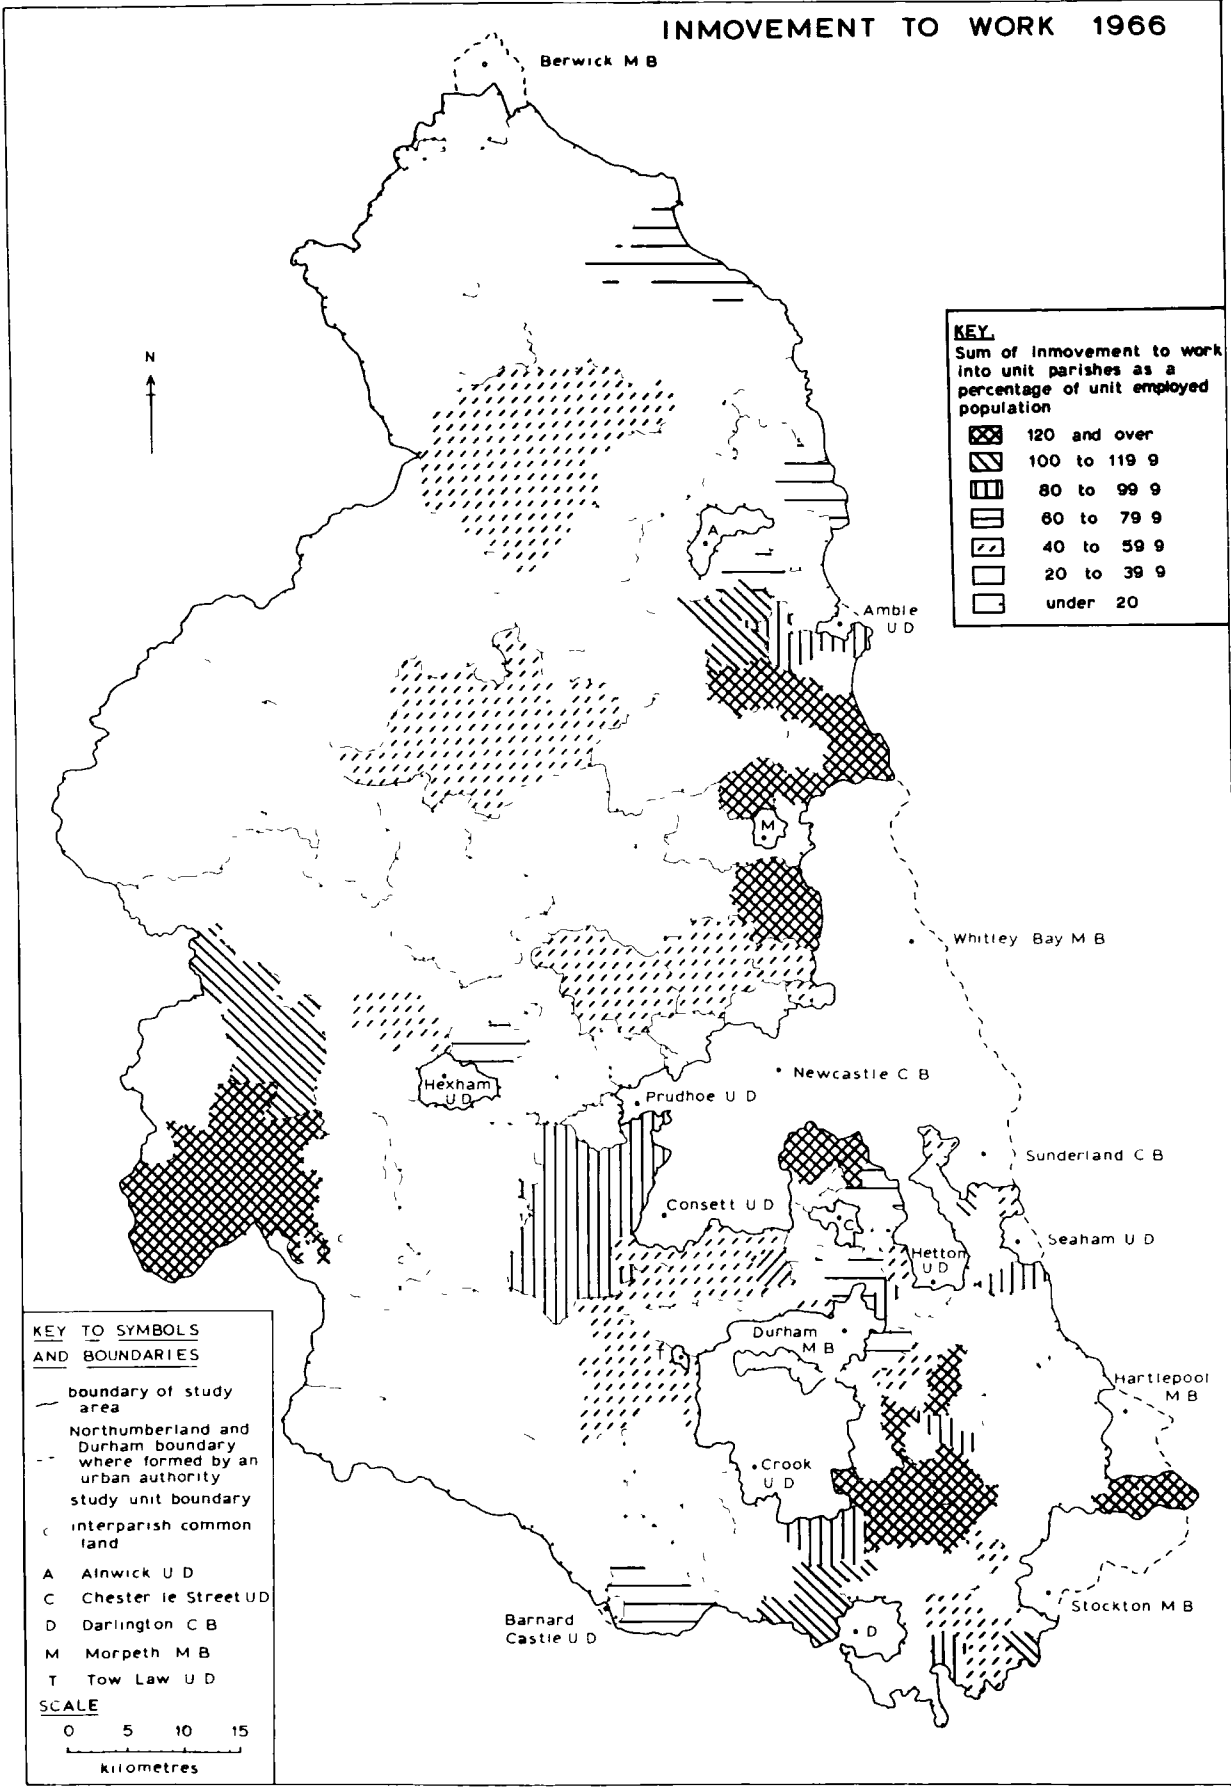 INMOVEMENT TO WORK 1966
Berwick M B
N
KEY.
Sum of inmovement to work
into unit parishes as a
percentage of unit employed
population
120 and over
100 to 119 9
80 to 99 9
60 to 79 9
40 to 59 9
20 to 39 9
under 20
A
Amble
U D
M
Whitley Bay M B
Hexham
U D
Newcastle C B
Prudhoe U D
Sunderland C B
Consett U D
C
Seaham U D
Hetton
U D
Durham
M B
T
Hartlepool
M B
Crook
U D
Stockton M B
Barnard
Castle U D
D
KEY TO SYMBOLS
AND BOUNDARIES
boundary of study
area
Northumberland and
Durham boundary
where formed by an
urban authority
study unit boundary
c interparish common
land
A Alnwick U D
C Chester le Street U D
D Darlington C B
M Morpeth M B
T Tow Law U D
SCALE
0 5 10 15
kilometres